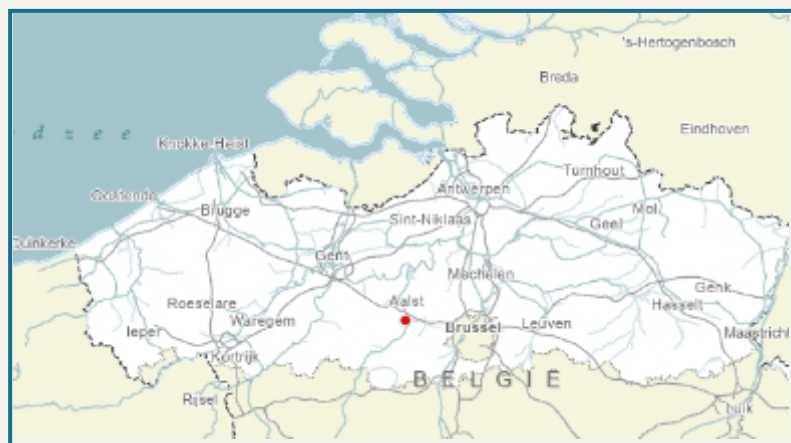 's-Hertogenbosch
Breda
Eindhoven
d z e e
Knokke-Heist
Turnhout
Antwerpen
Oostende
Brugge
Mol
Sint-Niklaas
Geel
Duinkerke
Gent
Mechelen
Genk
Roeselare
Aalst
Hasselt
Ieper
Waregem
Brussel
Leuven
Maastricht
Kortrijk
BELGIË
Rijsel
Luik